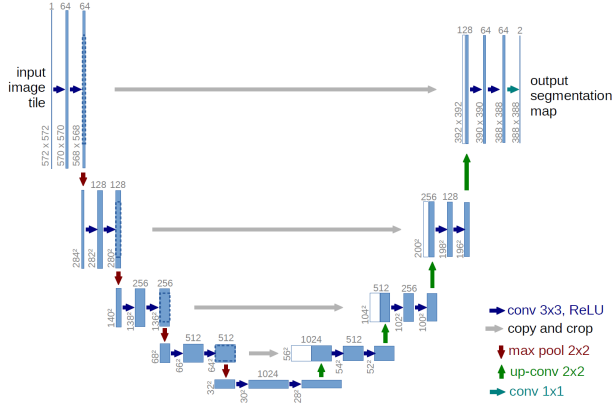 1 64 64
128 64 64 2
input
image
tile
output
segmentation
map
572 x 572
570 x 570
568 x 568
392 x 392
390 x 390
388 x 388
388 x 388
128 128
256 128
284²
282²
280²
200²
198²
196²
256 256
512 256
140²
138²
136²
104²
102²
100²
512 512
1024 512
68²
66²
64²
56²
54²
52²
1024
32²
30²
28²
conv 3x3, ReLU
copy and crop
max pool 2x2
up-conv 2x2
conv 1x1